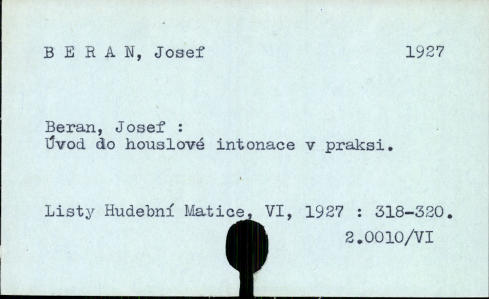 B E R A N, Josef 1927
Beran, Josef :
Úvod do houslové intonace v praksi.
Listy Hudební Matice, VI, 1927 : 318-320.
2.0010/VI